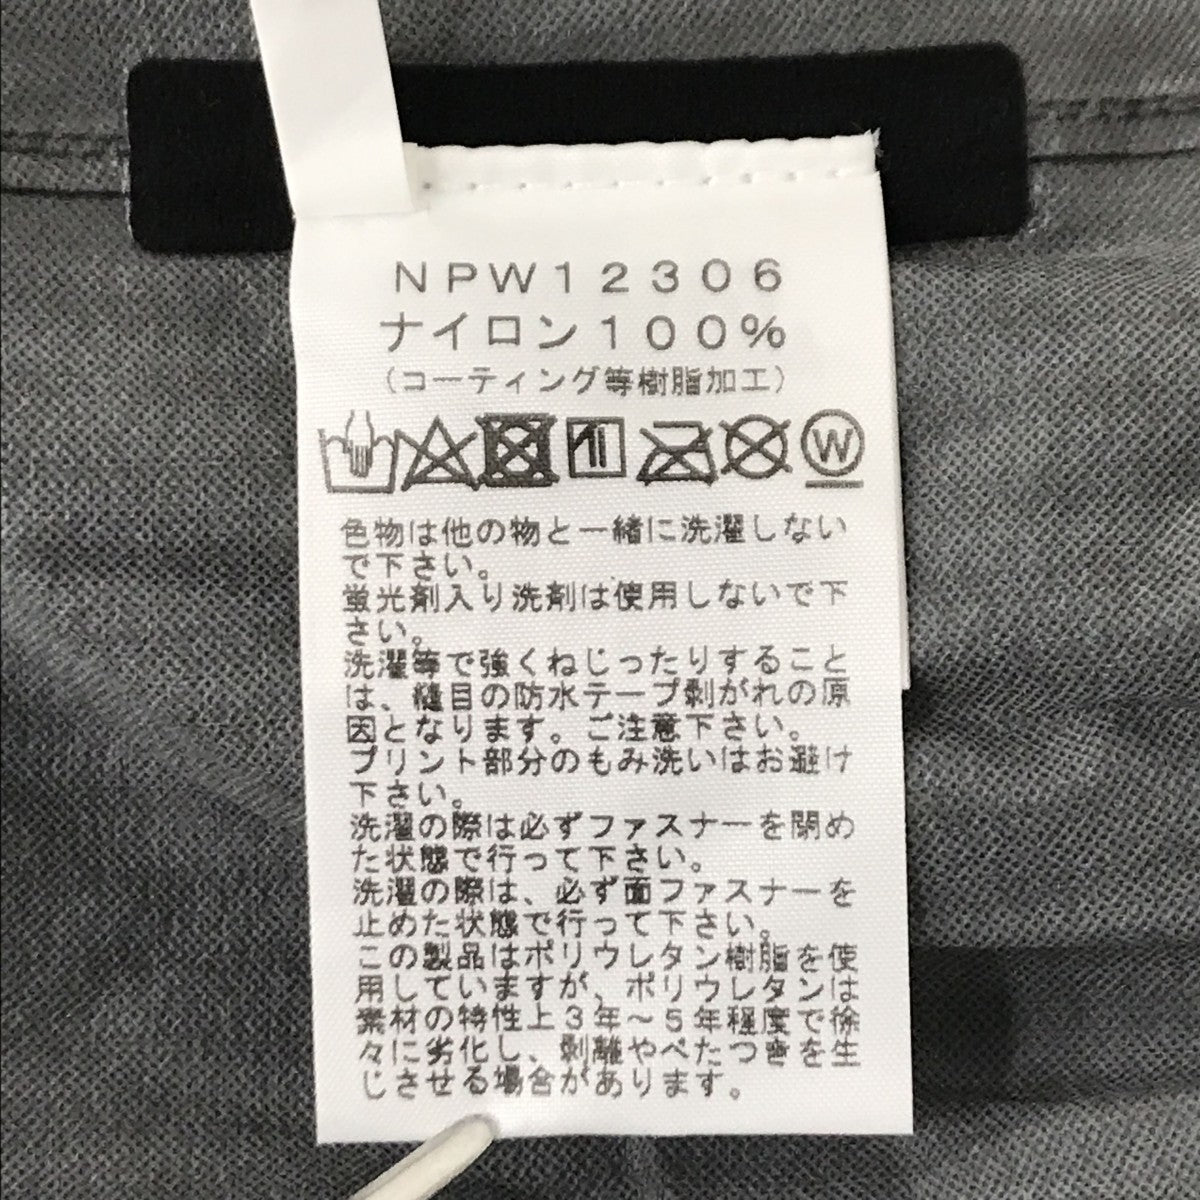 NPW12306
ナイロン100%
(コーティング等樹脂加工)
W
色物は他の物と一緒に洗濯しない
で下さい。
蛍光剤入り洗剤は使用しないで下
さい。
洗濯等で強くねじったりすること
は、縫目の防水テープ剥がれの原
因となります。ご注意下さい。
プリント部分のもみ洗いはお避け
下さい。
洗濯の際は必ずファスナーを閉め
た状態で行って下さい。
洗濯の際は、必ず面ファスナーを
止めた状態で行って下さい。
この製品はポリウレタン樹脂を使
用していますが、ポリウレタンは
素材の特性上3年～5年程度で徐
々に劣化し、剥離やべたつきを生
じさせる場合があります。